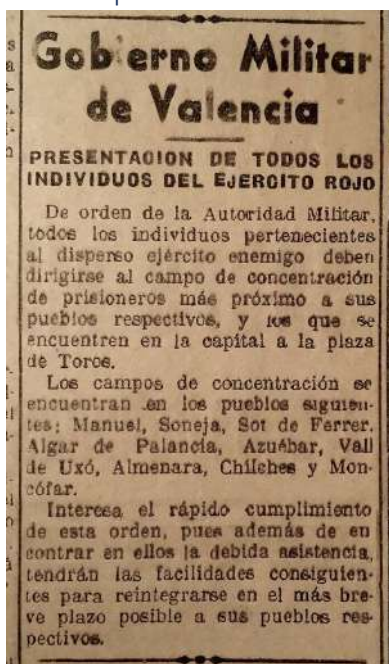 Gobierno Militar
de Valencia
PRESENTACION DE TODOS LOS
INDIVIDUOS DEL EJERCITO ROJO
De orden de la Autoridad Militar,
todos los individuos pertenecientes
al disperso ejército enemigo deben
dirigirse al campo de concentración
de prisioneros más próximo a sus
pueblos respectivos, y los que se
encuentren en la capital a la plaza
de Toros.
Los campos de concentración se
encuentran en los pueblos siguien-
tes: Manuel, Soneja, Sot de Ferrer,
Algar de Palancia, Azuébar, Vall
de Uxó, Almenara, Chilches y Mon-
cófar.
Interesa el rápido cumplimiento
de esta orden, pues además de en
contrar en ellos la debida asistencia,
tendrán las facilidades consiguien-
tes para reintegrarse en el más bre-
ve plazo posible a sus pueblos res-
pectivos.